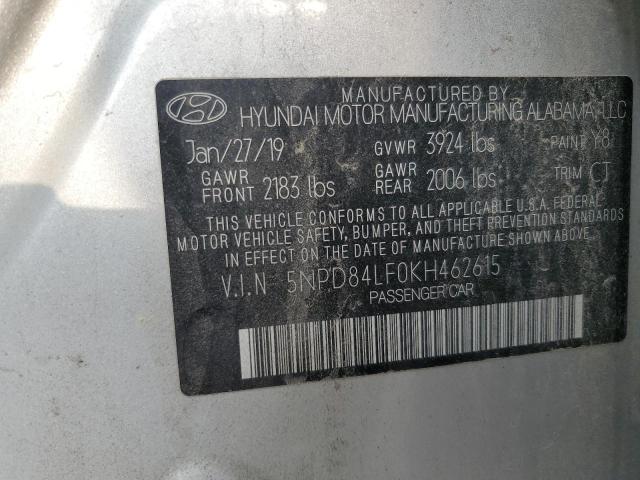 MANUFACTURED BY
HYUNDAI MOTOR MANUFACTURING ALABAMA, LLC
Jan/27/19 GVWR 3924 lbs PAINT Y8
GAWR FRONT 2183 lbs GAWR REAR 2006 lbs TRIM CT
THIS VEHICLE CONFORMS TO ALL APPLICABLE U.S.A. FEDERAL
MOTOR VEHICLE SAFETY, BUMPER, AND THEFT PREVENTION STANDARDS
IN EFFECT ON THE DATE OF MANUFACTURE SHOWN ABOVE.
V.I.N 5NPD84LF0KH462615
PASSENGER CAR